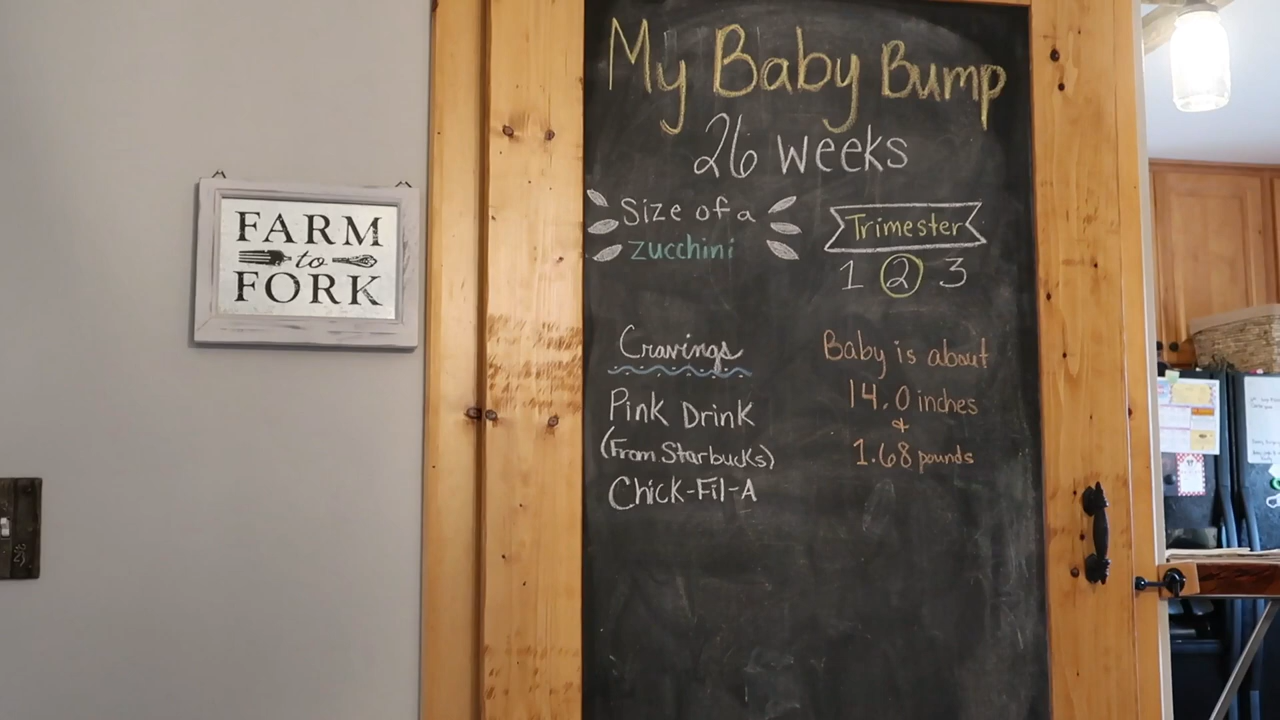 FARM
to
FORK
My Baby Bump
26 weeks
Size of a
zucchini
Trimester
1 2 3
Cravings
Pink Drink
(From Starbucks)
Chick-Fil-A
Baby is about
14.0 inches
&
1.68 pounds